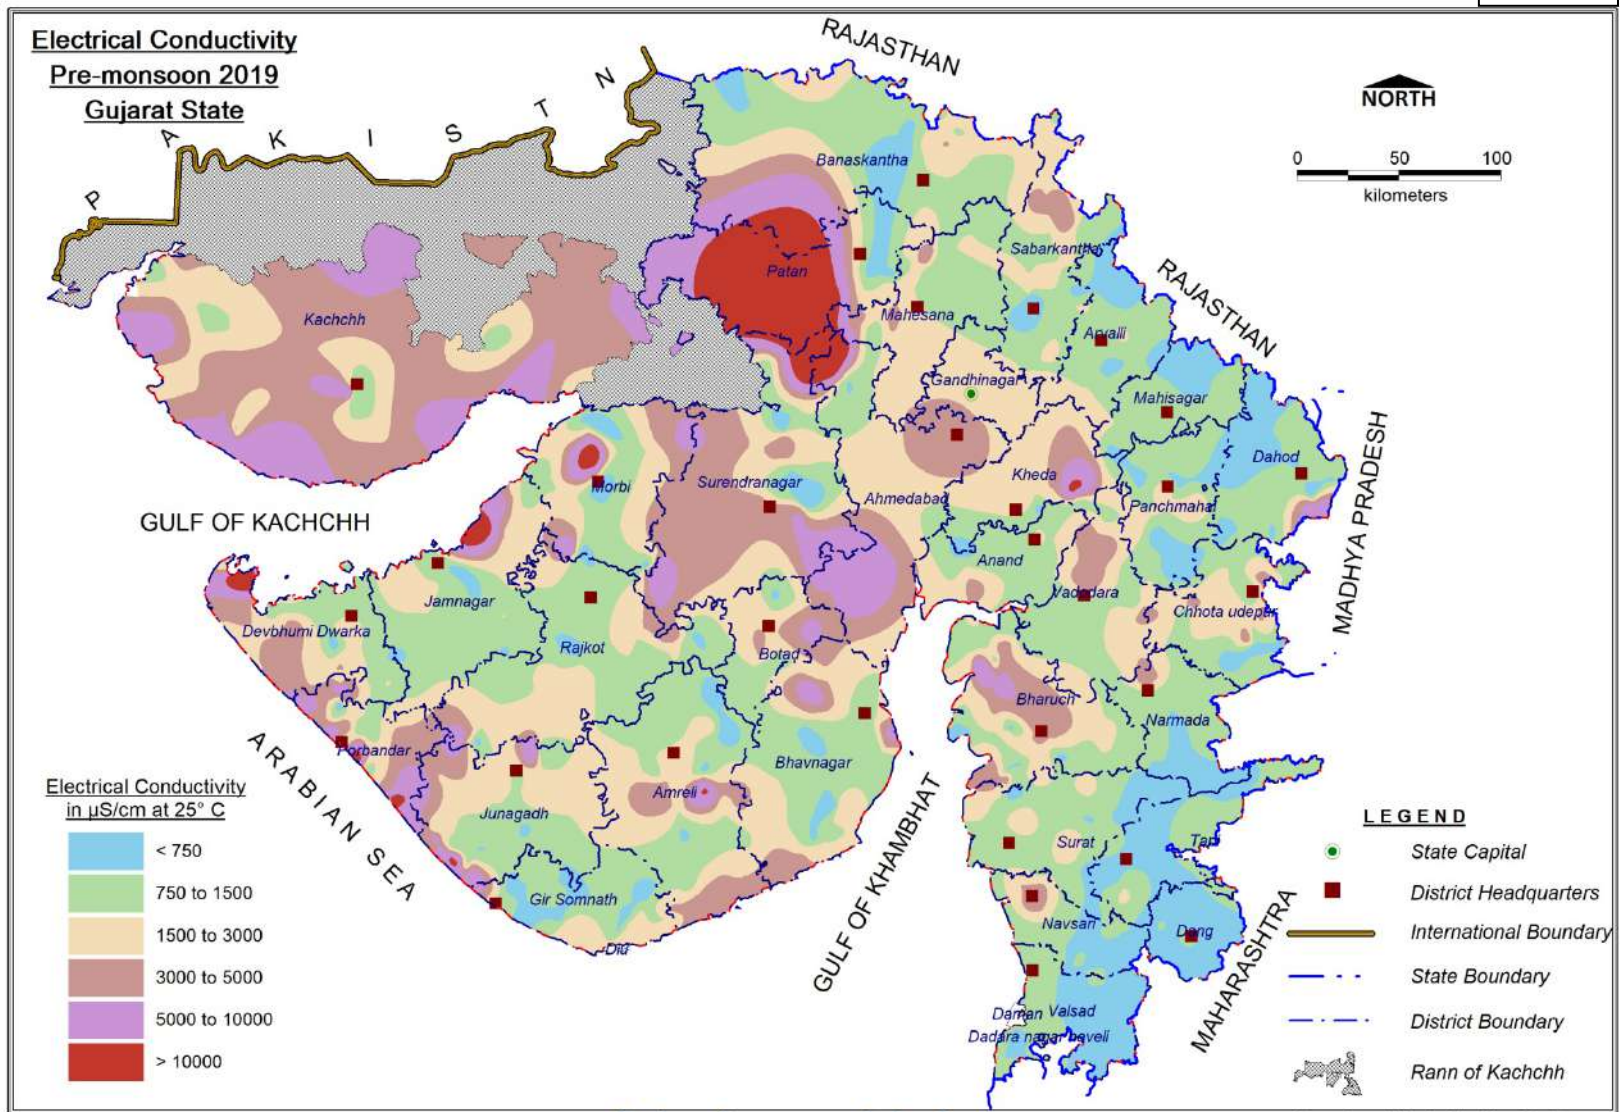 Electrical Conductivity
Pre-monsoon 2019
Gujarat State
RAJASTHAN
NORTH
0 50 100
kilometers
P A K I S T N
Banaskantha
Patan
Sabarkantha
RAJASTHAN
Kachchh
Mahesana
Arvalli
Gandhinagar
Mahisagar
MADHYA PRADESH
Dahod
Kheda
Surendranagar
Morbi
Ahmedabad
Panchmahal
GULF OF KACHCHH
Anand
Vadodara
Jamnagar
Chhota udepur
Devbhumi Dwarka
Rajkot
Botad
Bharuch
Narmada
Porbandar
Bhavnagar
ARABIAN SEA
Amreli
Junagadh
GULF OF KHAMBHAT
Surat
Tapi
Gir Somnath
Navsari
Dang
Diu
MAHARASHTRA
Daman Valsad
Dadara nagar haveli
Electrical Conductivity
in µS/cm at 25° C
< 750
750 to 1500
1500 to 3000
3000 to 5000
5000 to 10000
> 10000
LEGEND
State Capital
District Headquarters
International Boundary
State Boundary
District Boundary
Rann of Kachchh